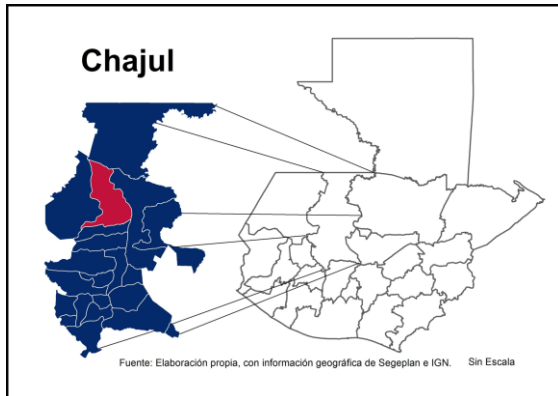 Chajul
Fuente: Elaboración propia, con información geográfica de Segeplan e IGN. Sin Escala